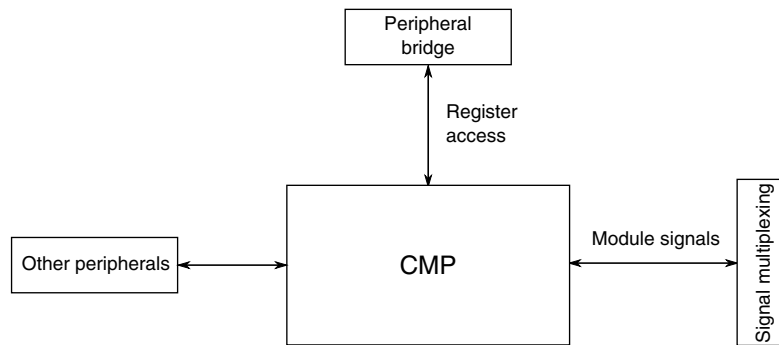 Peripheral
bridge
Register
access
Other peripherals
CMP
Module signals
Signal multiplexing